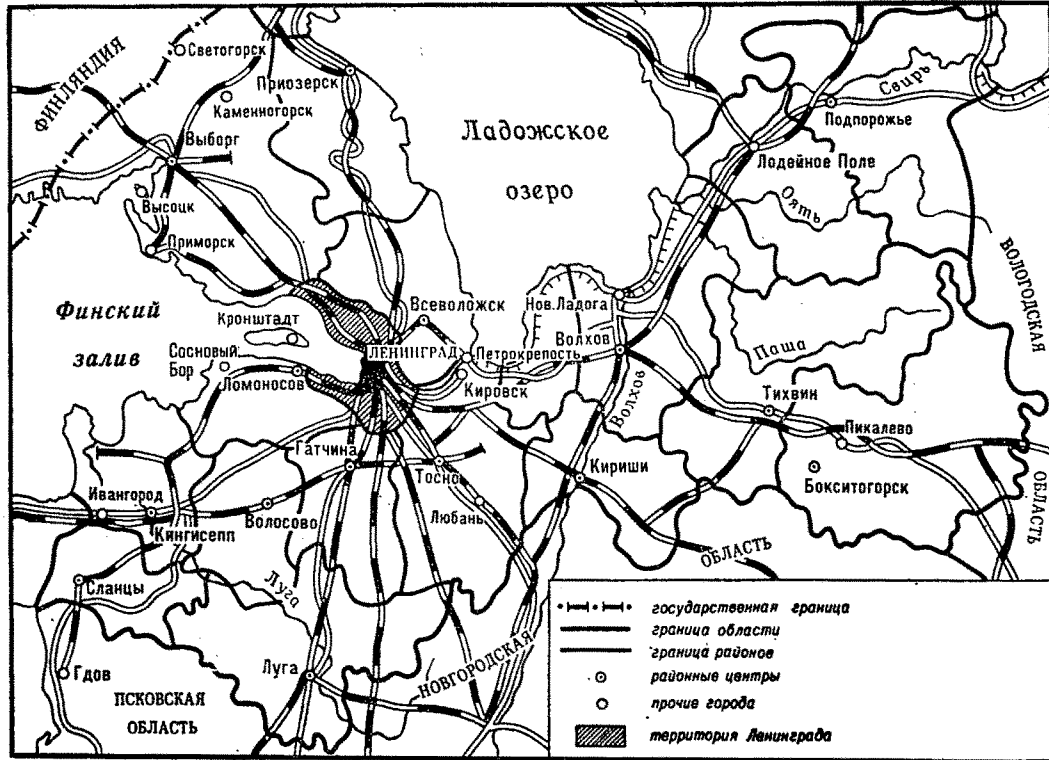 ФИНЛЯНДИЯ
Светогорск
Приозерск
Каменногорск
Выборг
Высоцк
Приморск
Ладожское
озеро
Свирь
Подпорожье
Лодейное Поле
Оять
ВОЛОГОДСКАЯ
ОБЛАСТЬ
Финский
залив
Кронштадт
Сосновый
Бор
Ломоносов
ЛЕНИНГРАД
Всеволожск
Петрокрепость
Кировск
Нов. Ладога
Волхов
Волхов
Паша
Тихвин
Пикалево
Бокситогорск
Кириши
Гатчина
Тосно
Любань
Ивангород
Кингисепп
Волосово
Сланцы
Луга
Гдов
Луга
ПСКОВСКАЯ
ОБЛАСТЬ
НОВГОРОДСКАЯ
ОБЛАСТЬ
государственная граница
граница области
граница районов
районные центры
прочие города
территория Ленинграда